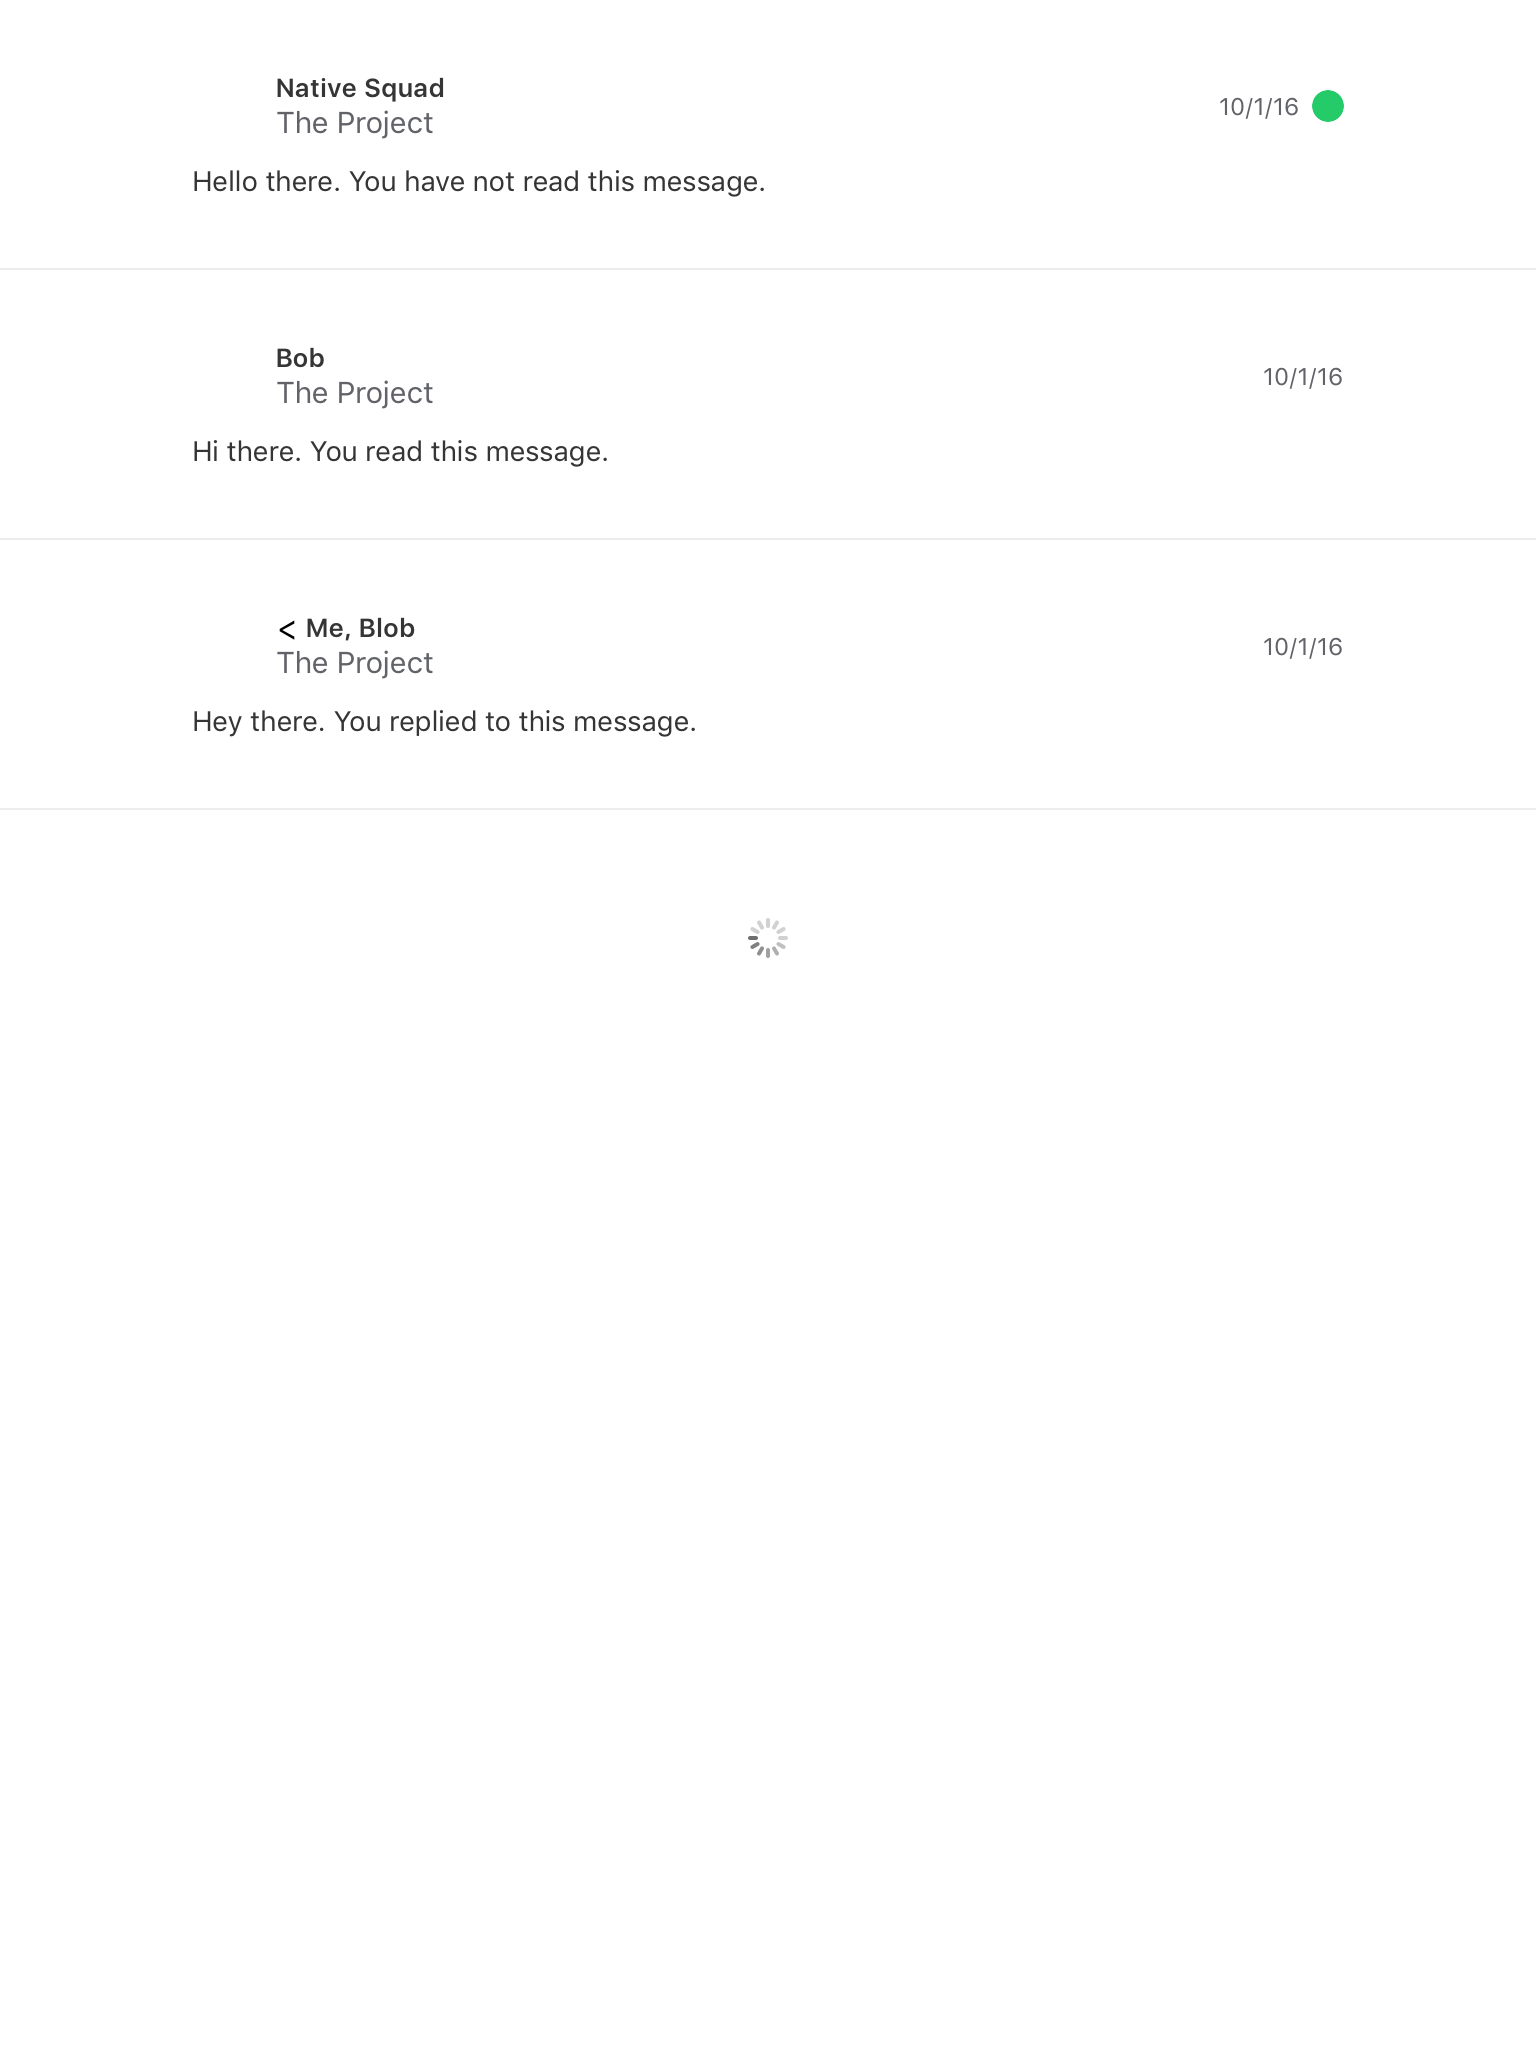 Native Squad
The Project
10/1/16
Hello there. You have not read this message.
Bob
The Project
10/1/16
Hi there. You read this message.
< Me, Blob
The Project
10/1/16
Hey there. You replied to this message.